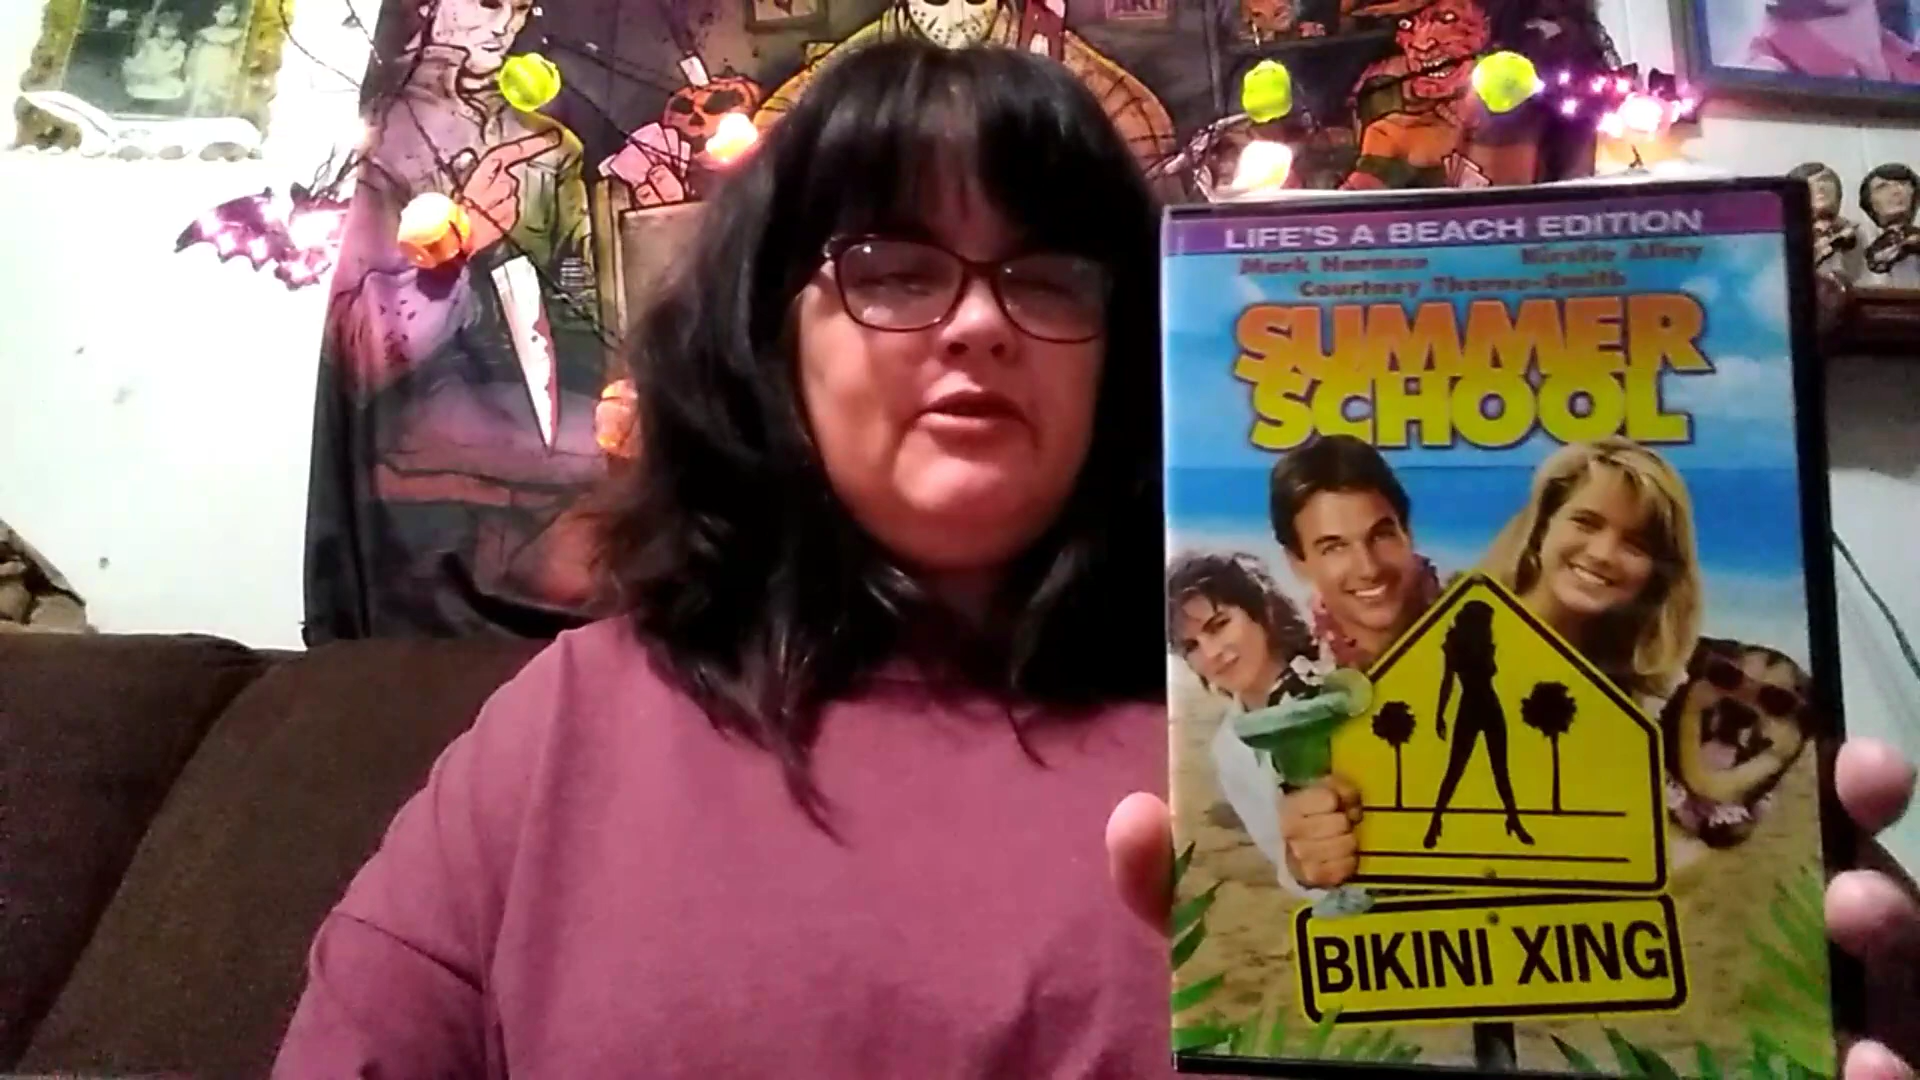 LIFE'S A BEACH EDITION
Mark Harmon Kirstie Alley
Courtney Thorne-Smith
SUMMER
SCHOOL
BIKINI XING